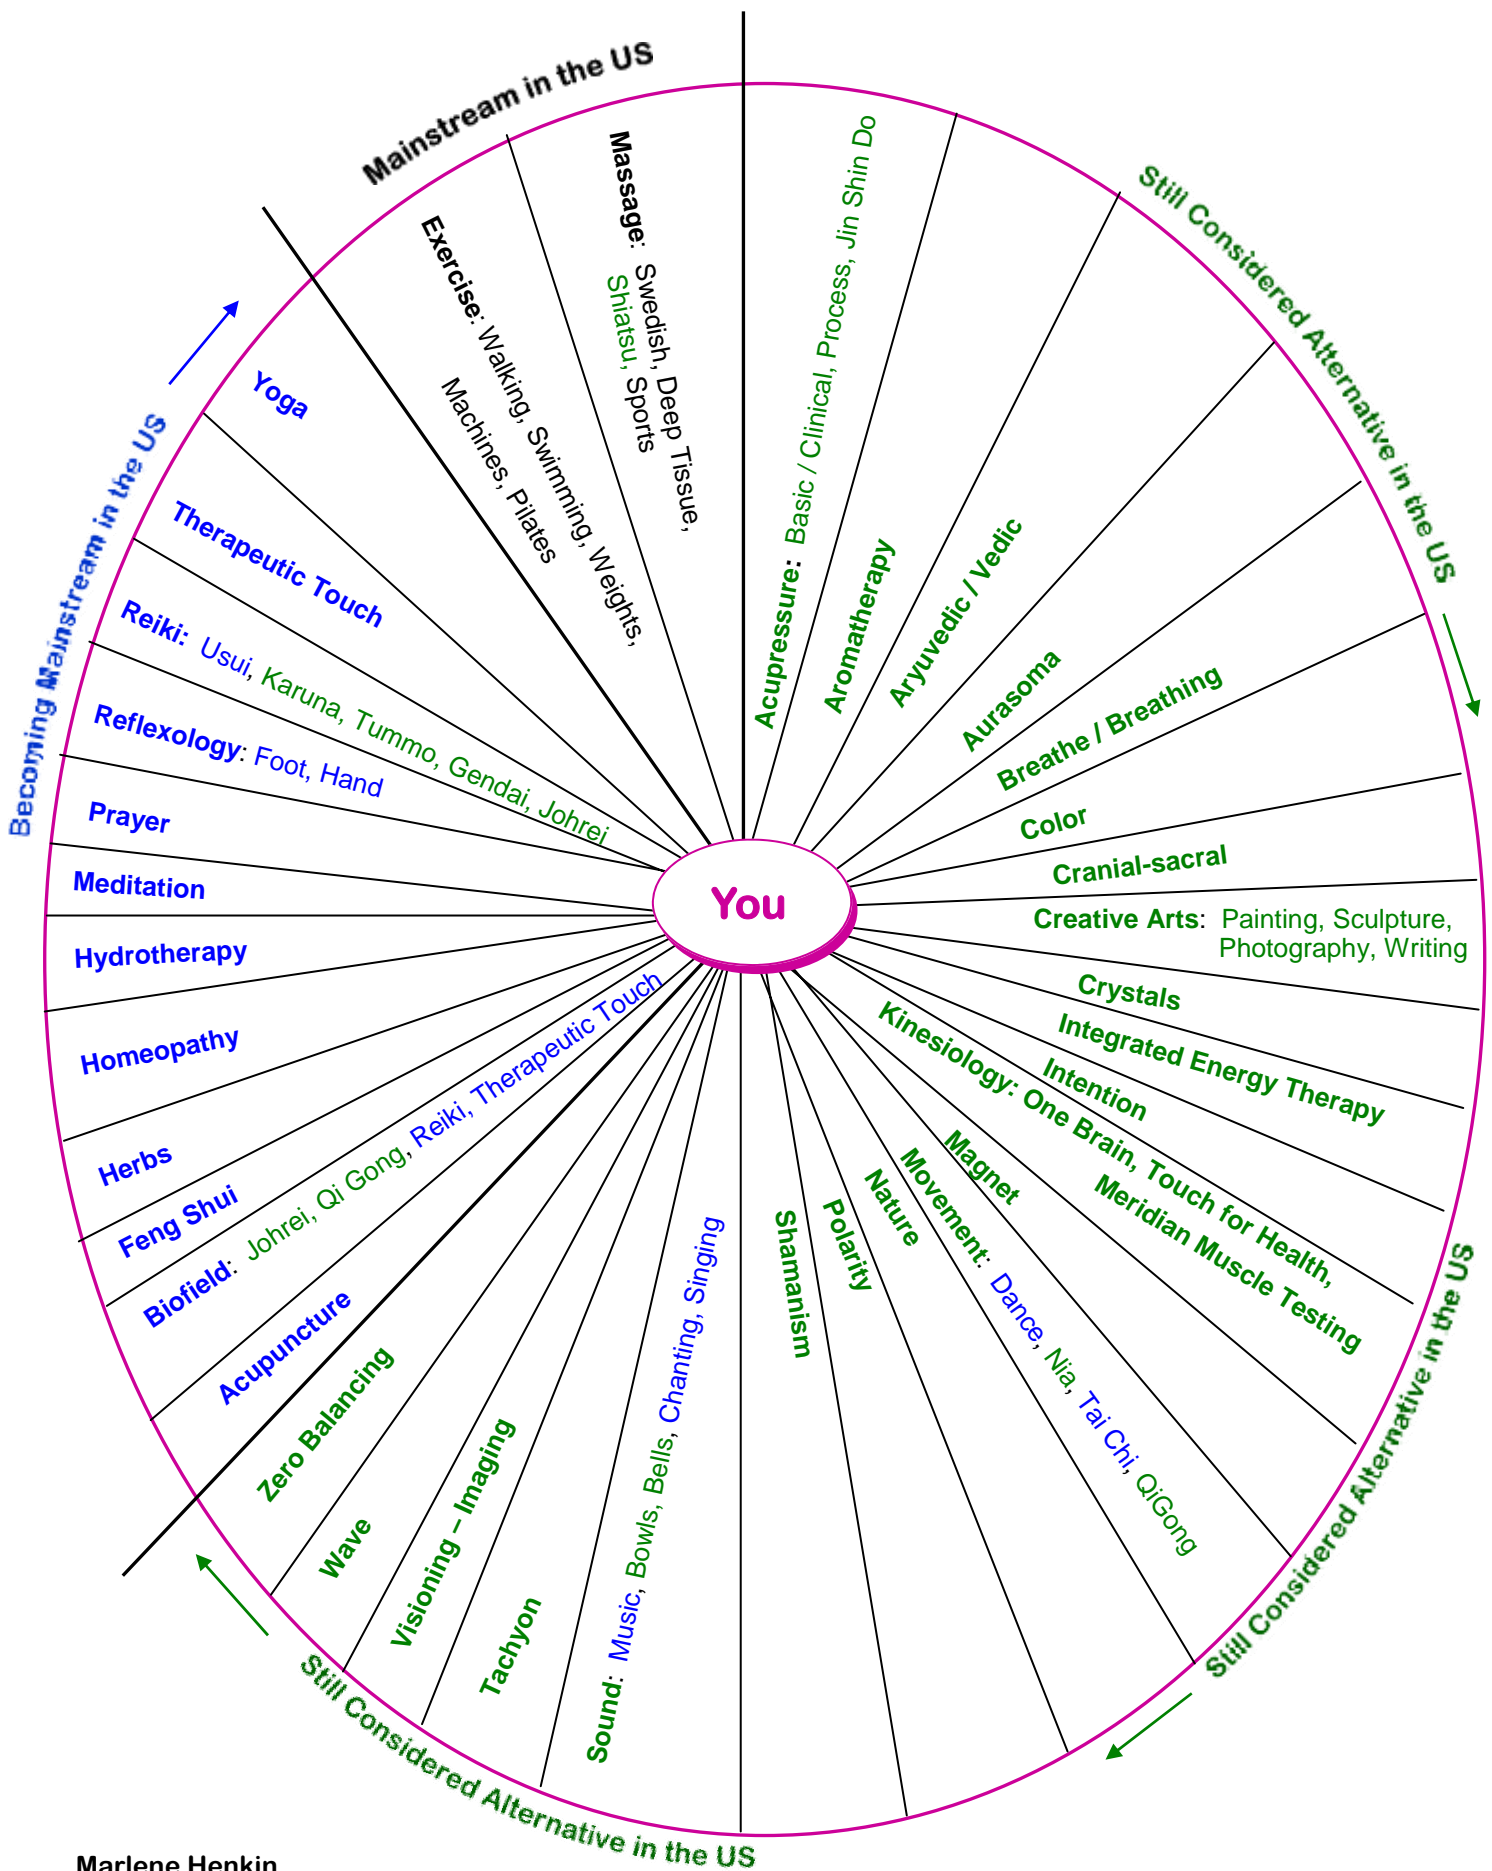 Mainstream in the US
Massage: Swedish, Deep Tissue,
Shiatsu, Sports
Exercise: Walking, Swimming, Weights,
Machines, Pilates
Still Considered Alternative in the US
Acupressure: Basic / Clinical, Process, Jin Shin Do
Aromatherapy
Aryuvedic / Vedic
Aurasoma
Breathe / Breathing
Color
Cranial-sacral
Creative Arts: Painting, Sculpture,
Photography, Writing
Crystals
Integrated Energy Therapy
Intention
Kinesiology: One Brain, Touch for Health,
Meridian Muscle Testing
Magnet
Movement: Dance, Nia, Tai Chi, QiGong
Nature
Polarity
Shamanism
Still Considered Alternative in the US
Sound: Music, Bowls, Bells, Chanting, Singing
Tachyon
Visioning – Imaging
Wave
Zero Balancing
Still Considered Alternative in the US
Acupuncture
Biofield: Johrei, Qi Gong, Reiki, Therapeutic Touch
Feng Shui
Herbs
Homeopathy
Hydrotherapy
Meditation
Prayer
Reflexology: Foot, Hand
Reiki: Usui, Karuna, Tummo, Gendai, Johrei
Therapeutic Touch
Yoga
Becoming Mainstream in the US
You
Marlene Henkin